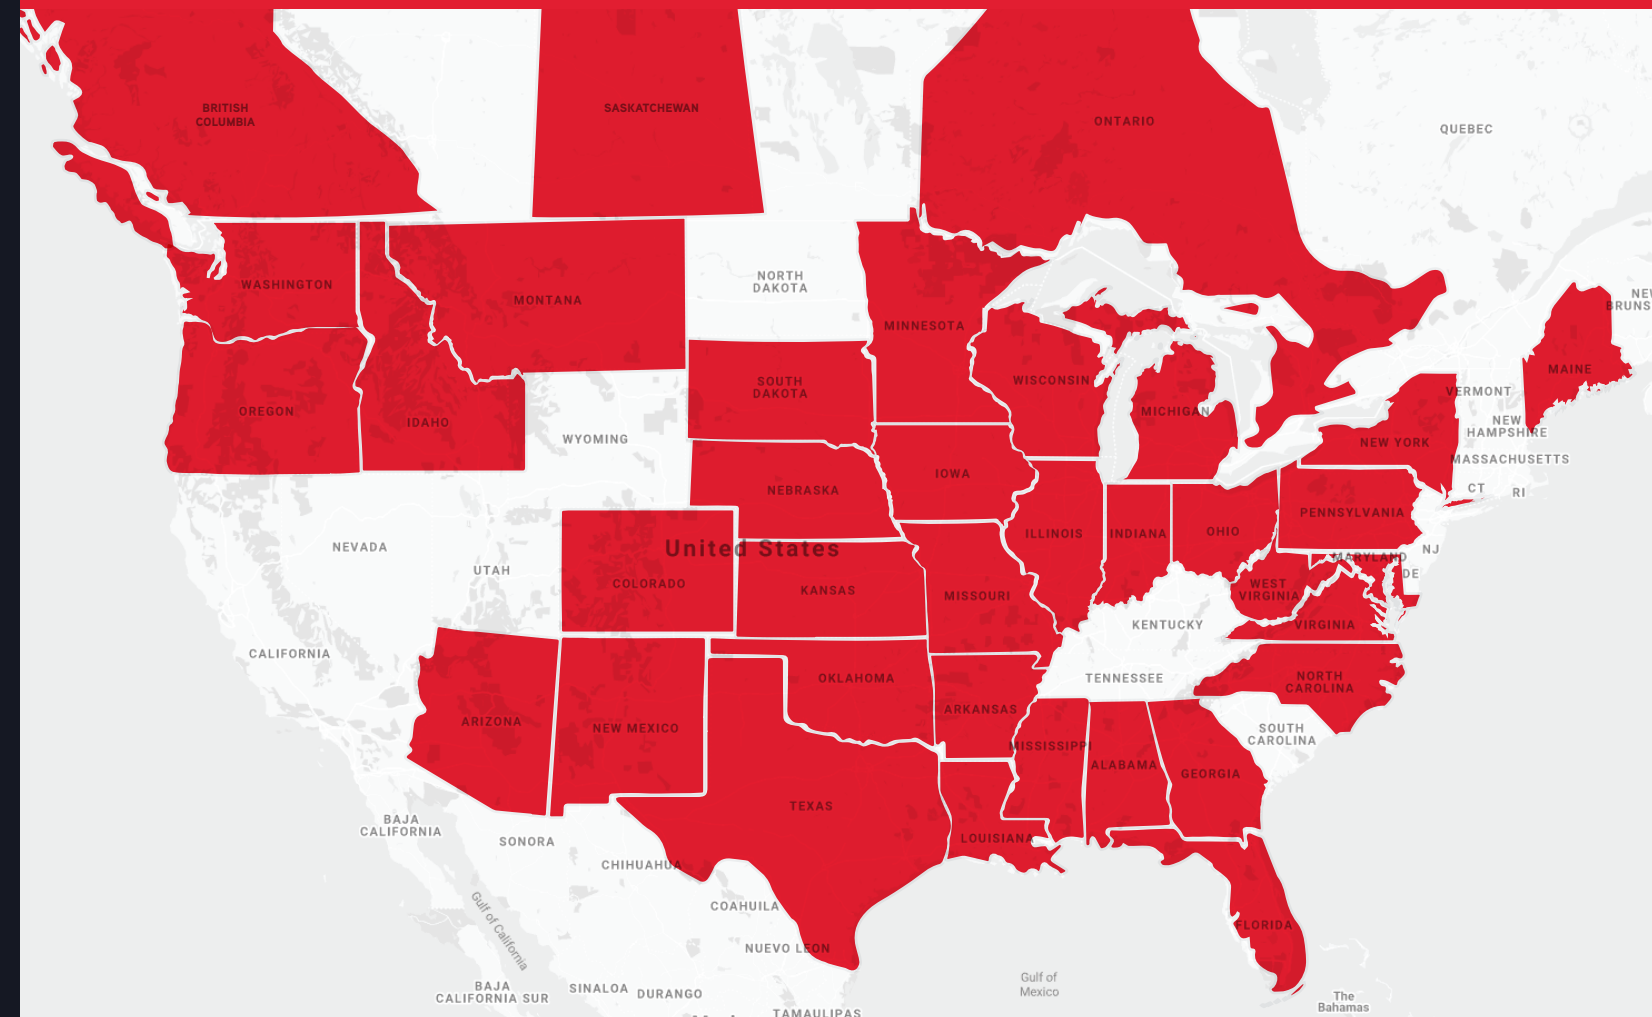 BRITISH
COLUMBIA
SASKATCHEWAN
ONTARIO
QUEBEC
WASHINGTON
MONTANA
NORTH
DAKOTA
MINNESOTA
NE
BRUNS
OREGON
IDAHO
SOUTH
DAKOTA
WISCONSIN
MICHIGAN
MAINE
VERMONT
NEW
HAMPSHIRE
WYOMING
NEW YORK
MASSACHUSETTS
IOWA
NEBRASKA
CT
RI
PENNSYLVANIA
ILLINOIS
INDIANA
OHIO
NEVADA
United States
NJ
MARYLAND
DE
UTAH
COLORADO
KANSAS
MISSOURI
WEST
VIRGINIA
KENTUCKY
VIRGINIA
CALIFORNIA
OKLAHOMA
TENNESSEE
NORTH
CAROLINA
ARKANSAS
ARIZONA
NEW MEXICO
SOUTH
CAROLINA
MISSISSIPPI
ALABAMA
GEORGIA
TEXAS
BAJA
CALIFORNIA
SONORA
LOUISIANA
CHIHUAHUA
COAHUILA
Gulf of California
FLORIDA
NUEVO LEON
Gulf of
Mexico
BAJA
CALIFORNIA SUR
SINALOA
DURANGO
The
Bahamas
TAMAULIPAS